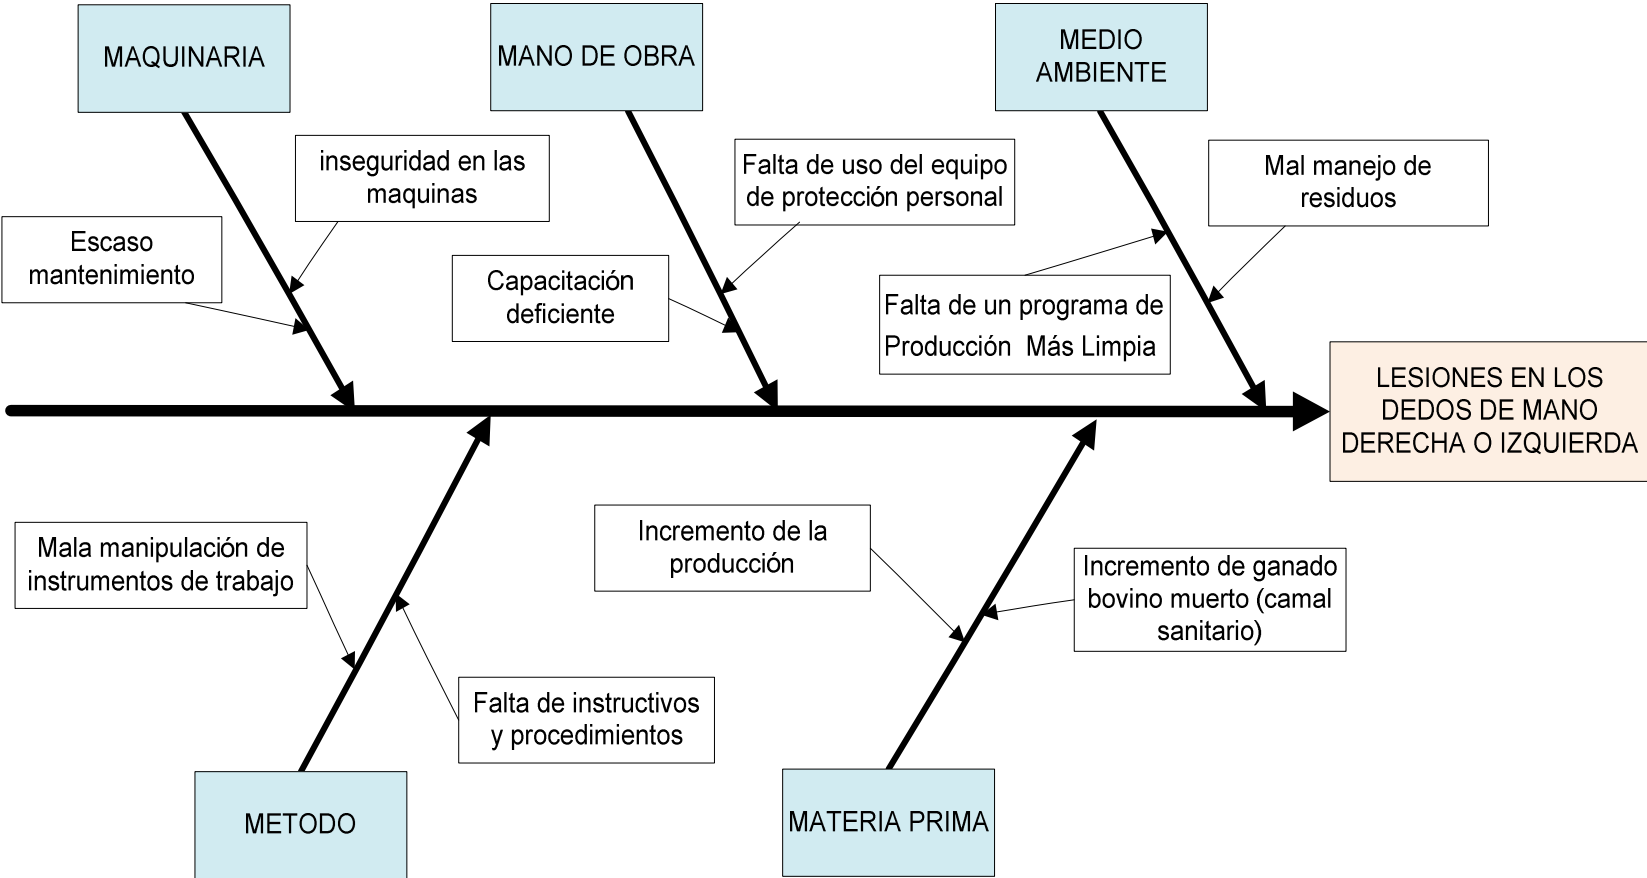 MAQUINARIA
MANO DE OBRA
MEDIO
AMBIENTE
inseguridad en las
maquinas
Falta de uso del equipo
de protección personal
Mal manejo de
residuos
Escaso
mantenimiento
Capacitación
deficiente
Falta de un programa de
Producción Más Limpia
LESIONES EN LOS
DEDOS DE MANO
DERECHA O IZQUIERDA
Mala manipulación de
instrumentos de trabajo
Incremento de la
producción
Incremento de ganado
bovino muerto (camal
sanitario)
Falta de instructivos
y procedimientos
METODO
MATERIA PRIMA